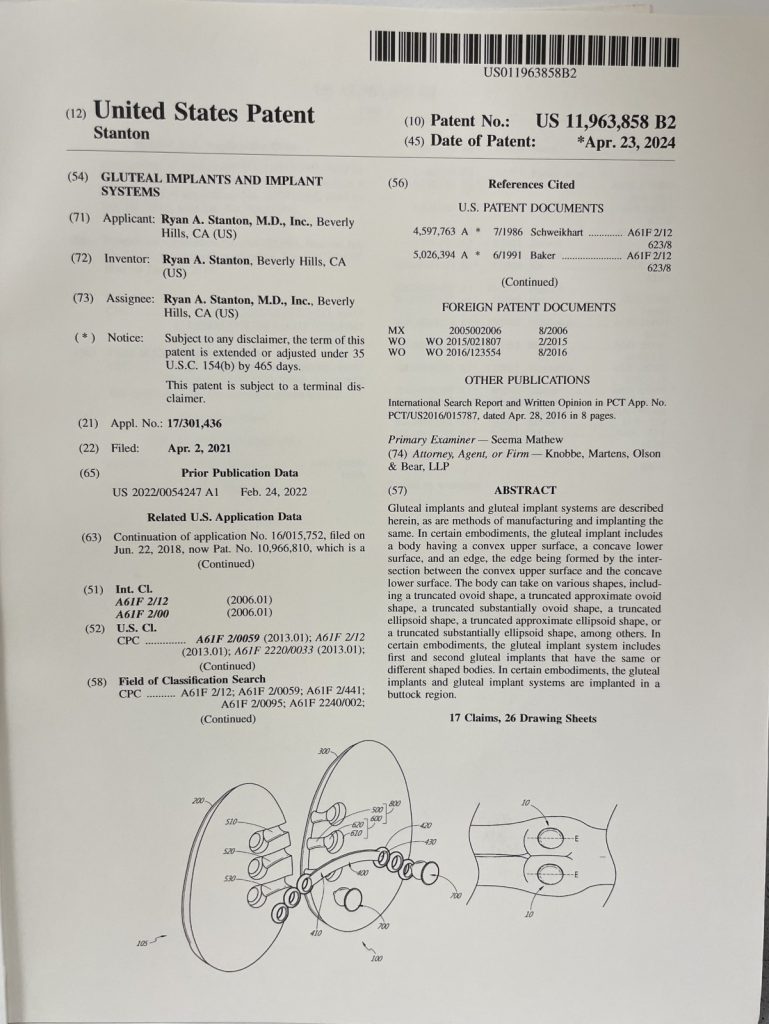 US011963858B2
(12) United States Patent
Stanton
(10) Patent No.: US 11,963,858 B2
(45) Date of Patent: *Apr. 23, 2024
(54) GLUTEAL IMPLANTS AND IMPLANT
SYSTEMS
(71) Applicant: Ryan A. Stanton, M.D., Inc., Beverly
Hills, CA (US)
(72) Inventor: Ryan A. Stanton, Beverly Hills, CA
(US)
(73) Assignee: Ryan A. Stanton, M.D., Inc., Beverly
Hills, CA (US)
( * ) Notice: Subject to any disclaimer, the term of this
patent is extended or adjusted under 35
U.S.C. 154(b) by 465 days.
This patent is subject to a terminal dis-
claimer.
(21) Appl. No.: 17/301,436
(22) Filed: Apr. 2, 2021
(65) Prior Publication Data
US 2022/0054247 A1 Feb. 24, 2022
Related U.S. Application Data
(63) Continuation of application No. 16/015,752, filed on
Jun. 22, 2018, now Pat. No. 10,966,810, which is a
(Continued)
(51) Int. Cl.
A61F 2/12 (2006.01)
A61F 2/00 (2006.01)
(52) U.S. Cl.
CPC ............. A61F 2/0059 (2013.01); A61F 2/12
(2013.01); A61F 2220/0033 (2013.01);
(Continued)
(58) Field of Classification Search
CPC .......... A61F 2/12; A61F 2/0059; A61F 2/441;
A61F 2/0095; A61F 2240/002;
(Continued)
(56) References Cited
U.S. PATENT DOCUMENTS
4,597,763 A * 7/1986 Schweikhart ............ A61F 2/12
623/8
5,026,394 A * 6/1991 Baker ..................... A61F 2/12
623/8
(Continued)
FOREIGN PATENT DOCUMENTS
MX 2005002006 8/2006
WO WO 2015/021807 2/2015
WO WO 2016/123554 8/2016
OTHER PUBLICATIONS
International Search Report and Written Opinion in PCT App. No.
PCT/US2016/015787, dated Apr. 28, 2016 in 8 pages.
Primary Examiner — Seema Mathew
(74) Attorney, Agent, or Firm — Knobbe, Martens, Olson
& Bear, LLP
(57) ABSTRACT
Gluteal implants and gluteal implant systems are described
herein, as are methods of manufacturing and implanting the
same. In certain embodiments, the gluteal implant includes
a body having a convex upper surface, a concave lower
surface, and an edge, the edge being formed by the inter-
section between the convex upper surface and the concave
lower surface. The body can take on various shapes, includ-
ing a truncated ovoid shape, a truncated approximate ovoid
shape, a truncated substantially ovoid shape, a truncated
ellipsoid shape, a truncated approximate ellipsoid shape, or
a truncated substantially ellipsoid shape, among others. In
certain embodiments, the gluteal implant system includes
first and second gluteal implants that have the same or
different shaped bodies. In certain embodiments, the gluteal
implants and gluteal implant systems are implanted in a
buttock region.
17 Claims, 26 Drawing Sheets
300
200
500
800
510
620
600
610
420
430
520
530
400
700
700
410
105
100
10
E
E
10